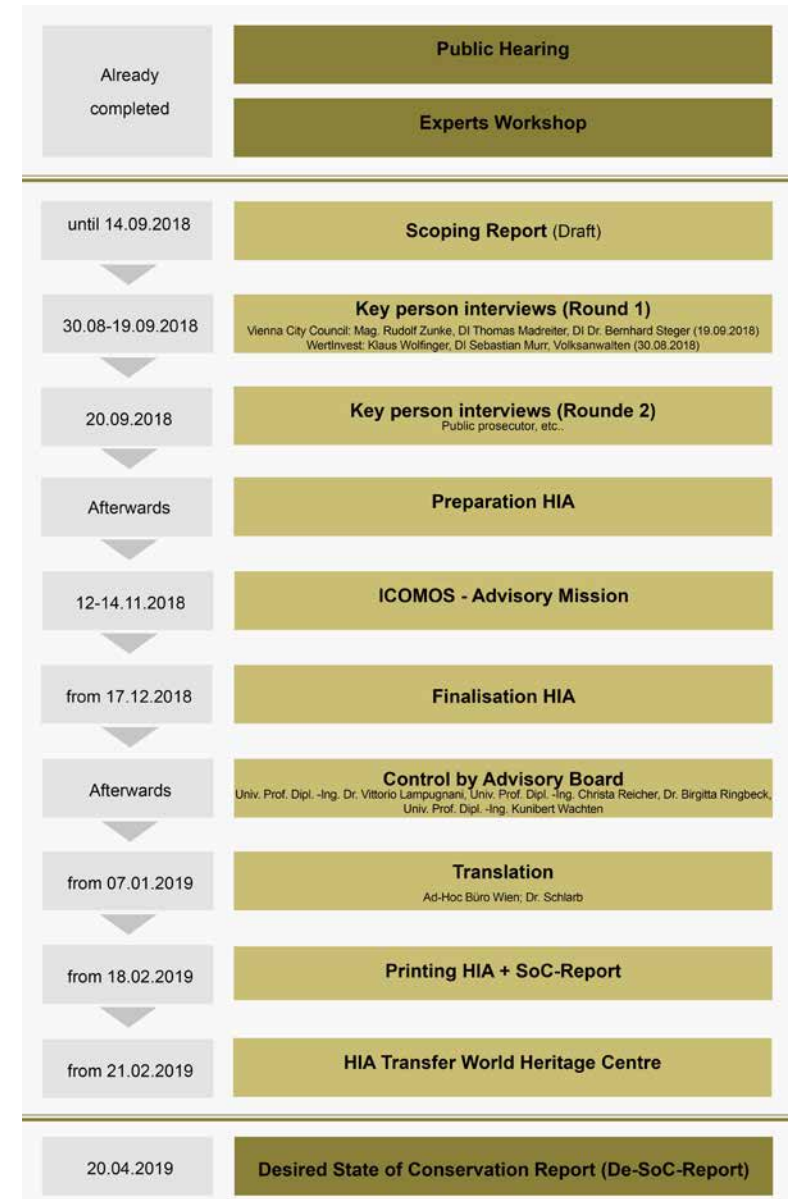 Already
completed
Public Hearing
Experts Workshop
until 14.09.2018
Scoping Report (Draft)
30.08-19.09.2018
Key person interviews (Round 1)
Vienna City Council: Mag. Rudolf Zunke, DI Thomas Madreiter, DI Dr. Bernhard Steger (19.09.2018)
WertInvest: Klaus Wolfinger, DI Sebastian Murr, Volksanwalten (30.08.2018)
20.09.2018
Key person interviews (Rounde 2)
Public prosecutor, etc..
Afterwards
Preparation HIA
12-14.11.2018
ICOMOS - Advisory Mission
from 17.12.2018
Finalisation HIA
Afterwards
Control by Advisory Board
Univ. Prof. Dipl. -Ing. Dr. Vittorio Lampugnani, Univ. Prof. Dipl. -Ing. Christa Reicher, Dr. Birgitta Ringbeck,
Univ. Prof. Dipl. -Ing. Kunibert Wachten
from 07.01.2019
Translation
Ad-Hoc Büro Wien; Dr. Schlarb
from 18.02.2019
Printing HIA + SoC-Report
from 21.02.2019
HIA Transfer World Heritage Centre
20.04.2019
Desired State of Conservation Report (De-SoC-Report)